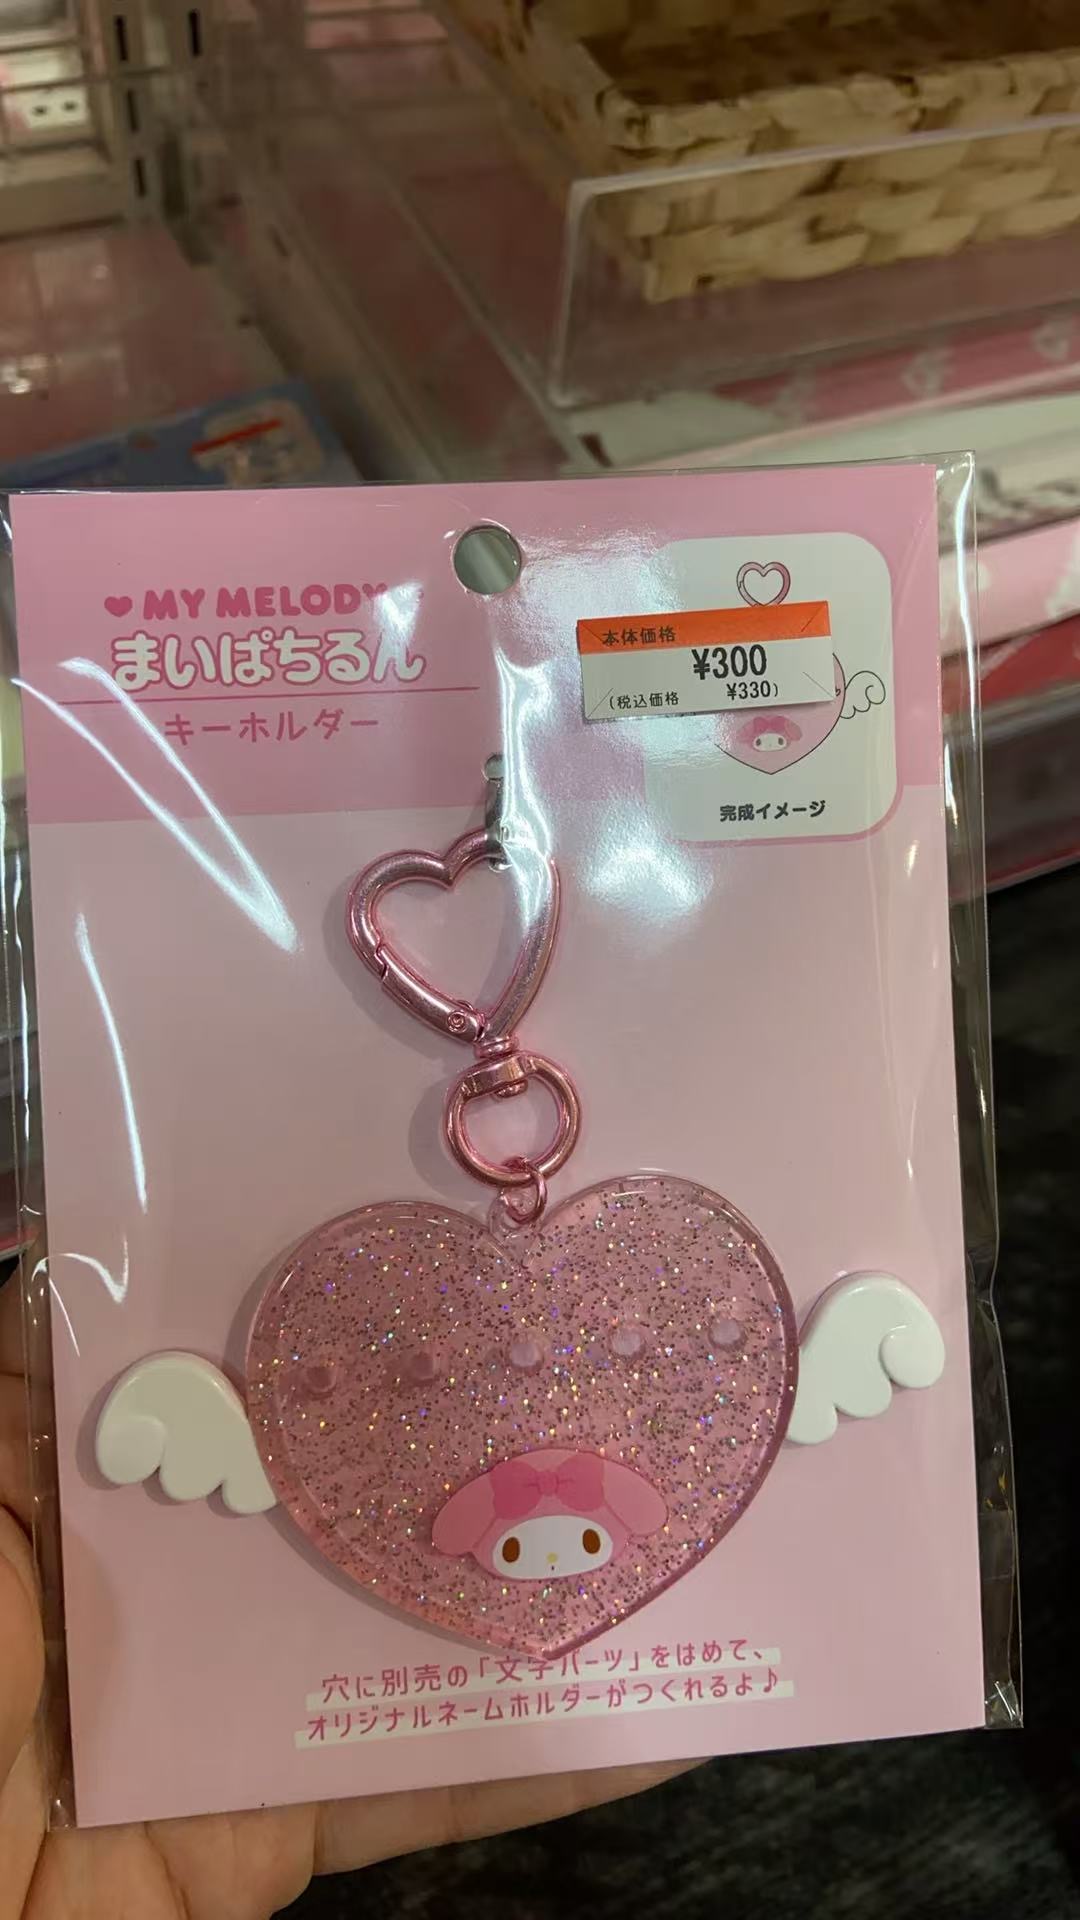 MY MELODY
まいぱちるん
キーホルダー
本体価格
¥300
(税込価格 ¥330)
完成イメージ
穴に別売の「文字パーツ」をはめて、
オリジナルネームホルダーがつくれるよ♪